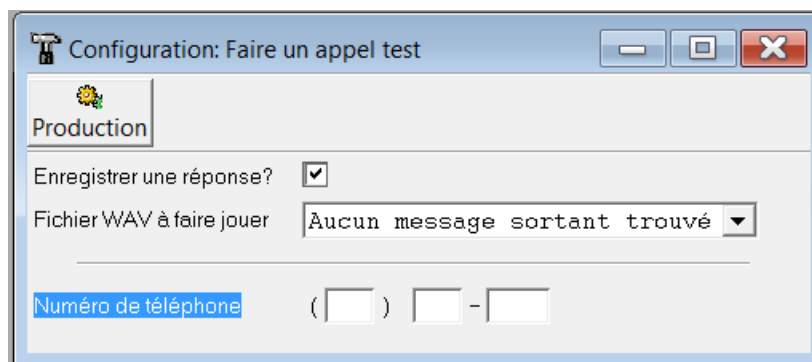 Configuration: Faire un appel test
Production
Enregistrer une réponse?
Fichier WAV à faire jouer Aucun message sortant trouvé
Numéro de téléphone ( ) -